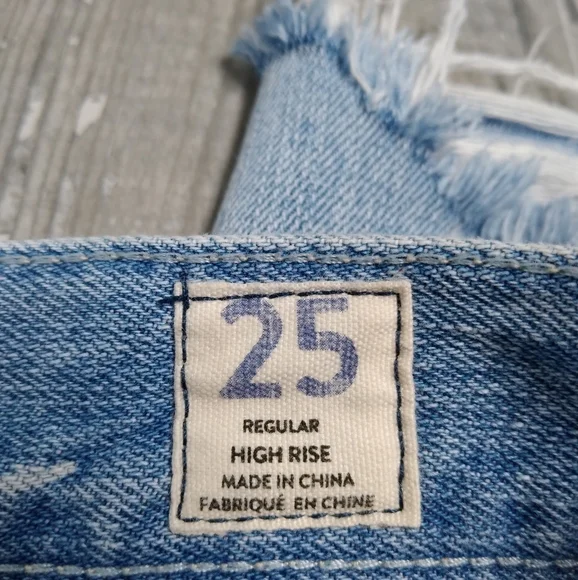 25
REGULAR
HIGH RISE
MADE IN CHINA
FABRIQUÉ EN CHINE